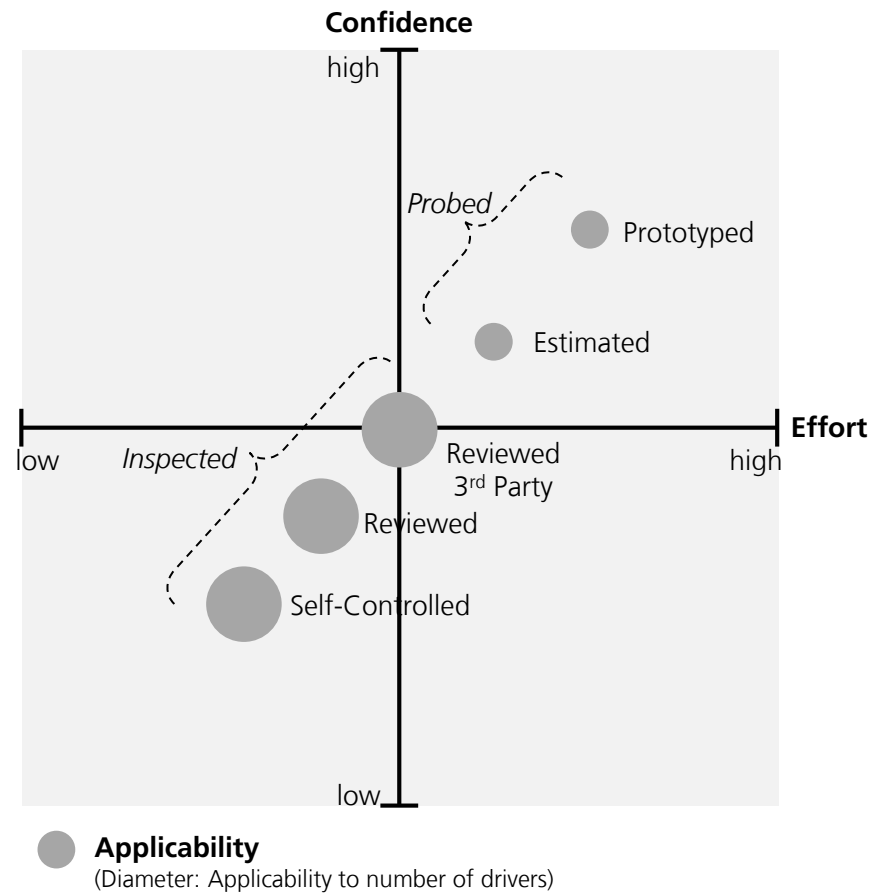 Confidence
high
Probed
Prototyped
Estimated
Effort
low
Inspected
Reviewed
3rd Party
high
Reviewed
Self-Controlled
low
Applicability
(Diameter: Applicability to number of drivers)